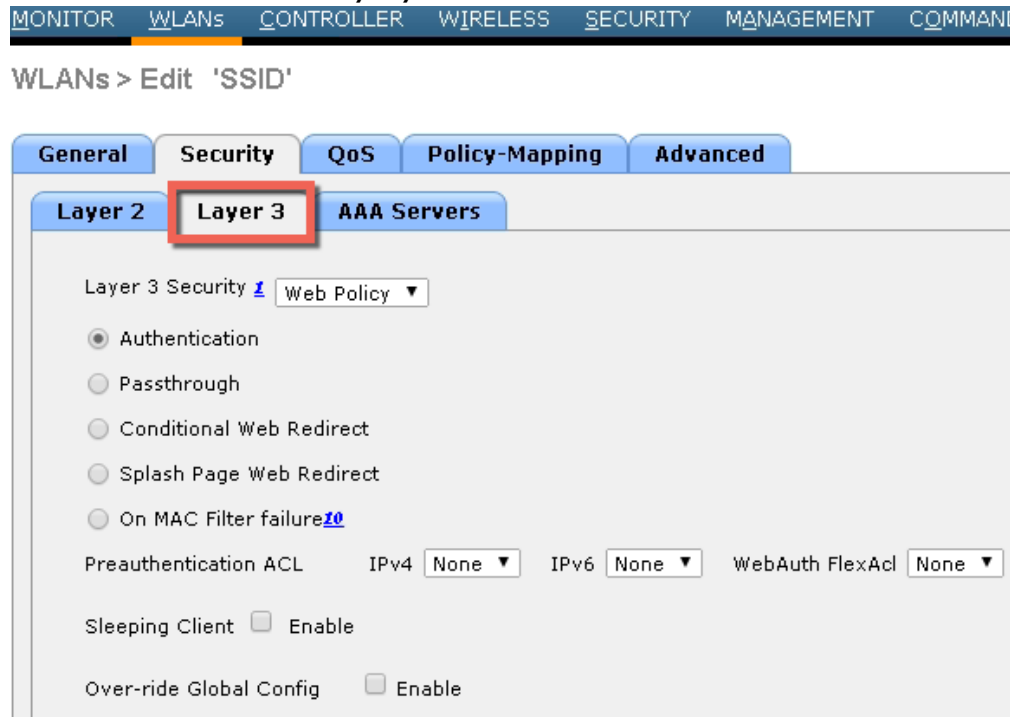 MONITOR WLANs CONTROLLER WIRELESS SECURITY MANAGEMENT
WLANs > Edit 'SSID'
General Security QoS Policy-Mapping Advanced
Layer 2 Layer 3 AAA Servers
Layer 3 Security 1 Web Policy
Authentication
Passthrough
Conditional Web Redirect
Splash Page Web Redirect
On MAC Filter failure10
Preauthentication ACL IPv4 None IPv6 None WebAuth FlexAcl None
Sleeping Client Enable
Over-ride Global Config Enable